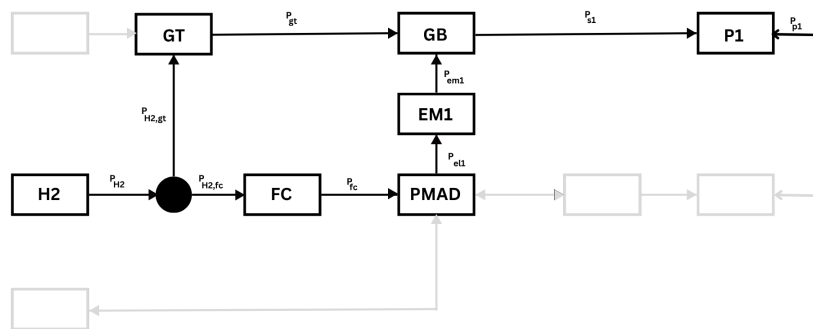 P gt
P s1
P p1
GT
GB
P1
P em1
P H2,gt
EM1
P el1
P H2
P H2,fc
P fc
H2
FC
PMAD